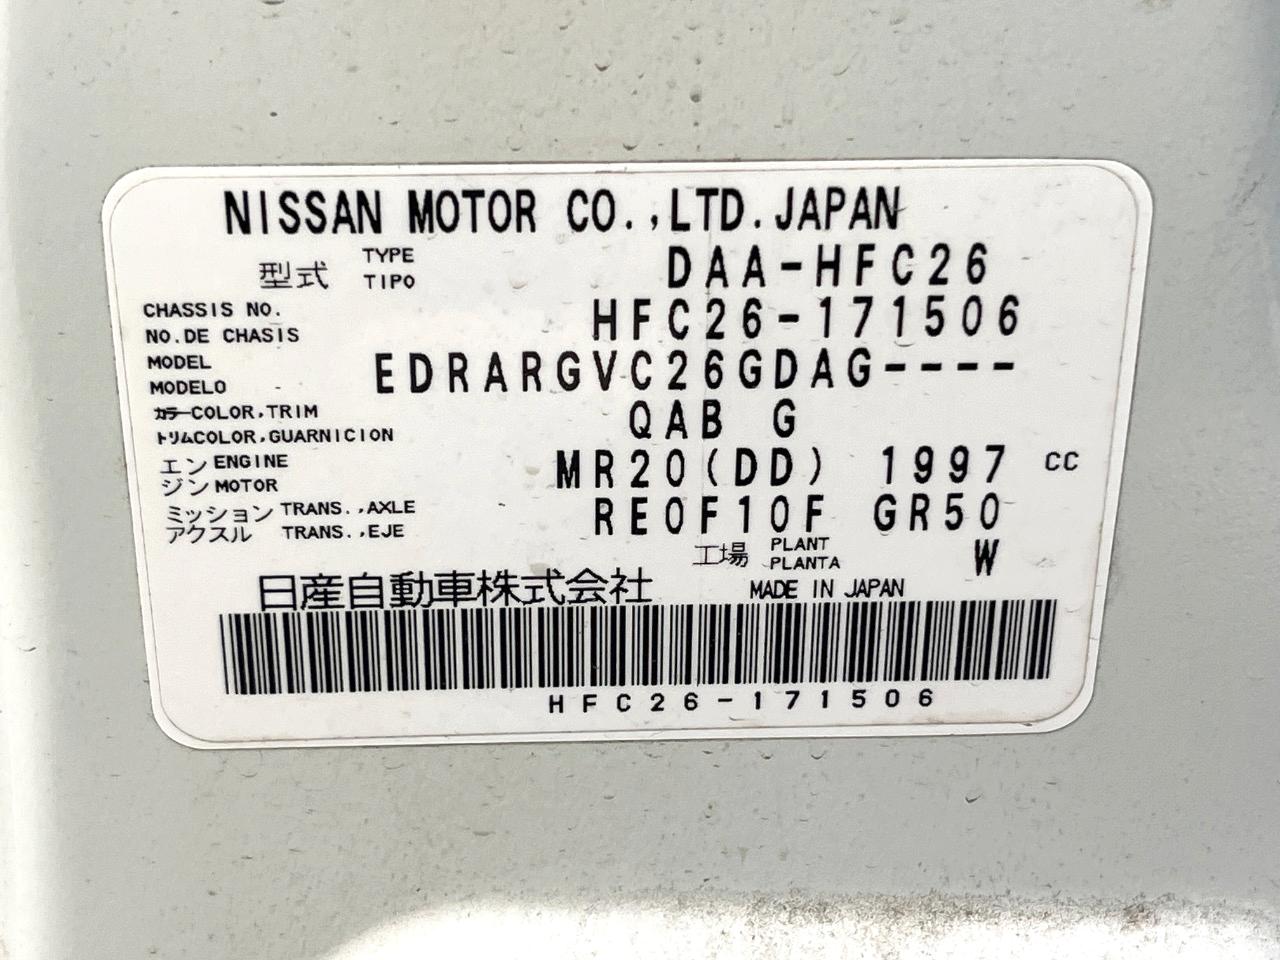 NISSAN MOTOR CO.,LTD.JAPAN
型式 TYPE TIPO DAA-HFC26
CHASSIS NO.
NO.DE CHASIS HFC26-171506
MODEL
MODELO EDRARGVC26GDAG----
カラーCOLOR,TRIM
トリムCOLOR,GUARNICION QAB G
エンジン ENGINE
MOTOR MR20(DD) 1997 CC
ミッション TRANS.,AXLE
アクスル TRANS.,EJE RE0F10F GR50
工場 PLANT PLANTA W
日産自動車株式会社 MADE IN JAPAN
HFC26-171506